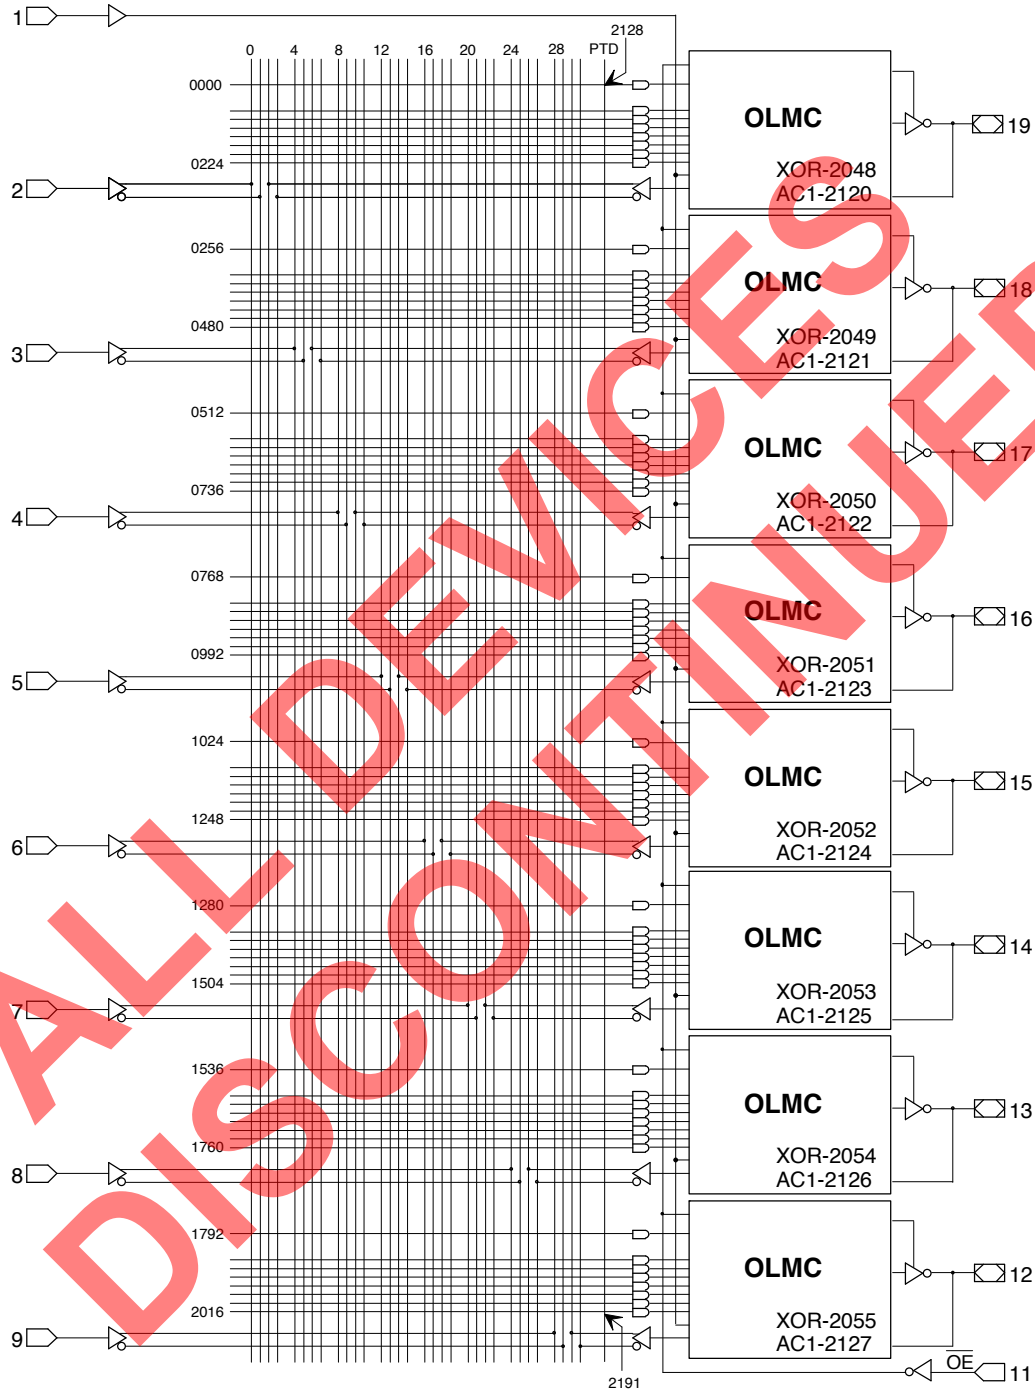 1
2128
0 4 8 12 16 20 24 28 PTD
0000
OLMC
19
0224
XOR-2048
AC1-2120
2
0256
OLMC
18
0480
XOR-2049
AC1-2121
3
0512
OLMC
17
0736
XOR-2050
AC1-2122
4
0768
OLMC
16
0992
XOR-2051
AC1-2123
5
1024
OLMC
15
1248
XOR-2052
AC1-2124
6
1280
OLMC
14
1504
XOR-2053
AC1-2125
7
1536
OLMC
13
1760
XOR-2054
AC1-2126
8
1792
OLMC
12
2016
XOR-2055
AC1-2127
9
OE
11
2191
ALL DEVICES
DISCONTINUED